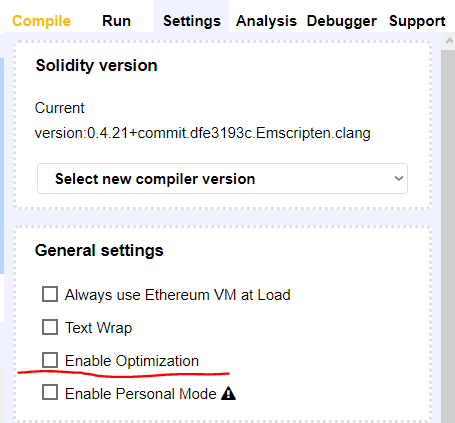 Compile Run Settings Analysis Debugger Support
Solidity version
Current
version:0.4.21+commit.dfe3193c.Emscripten.clang
Select new compiler version
General settings
Always use Ethereum VM at Load
Text Wrap
Enable Optimization
Enable Personal Mode